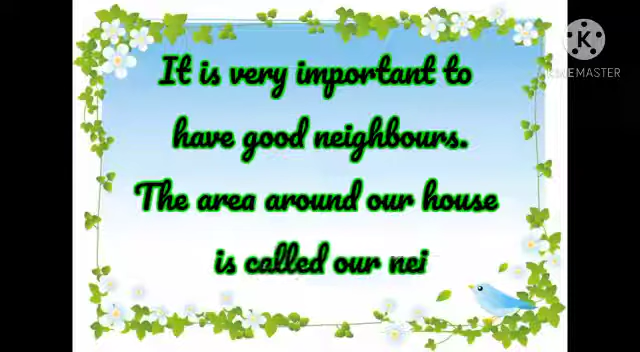 It is very important to
have good neighbours.
The area around our house
is called our nei
KINEMASTER